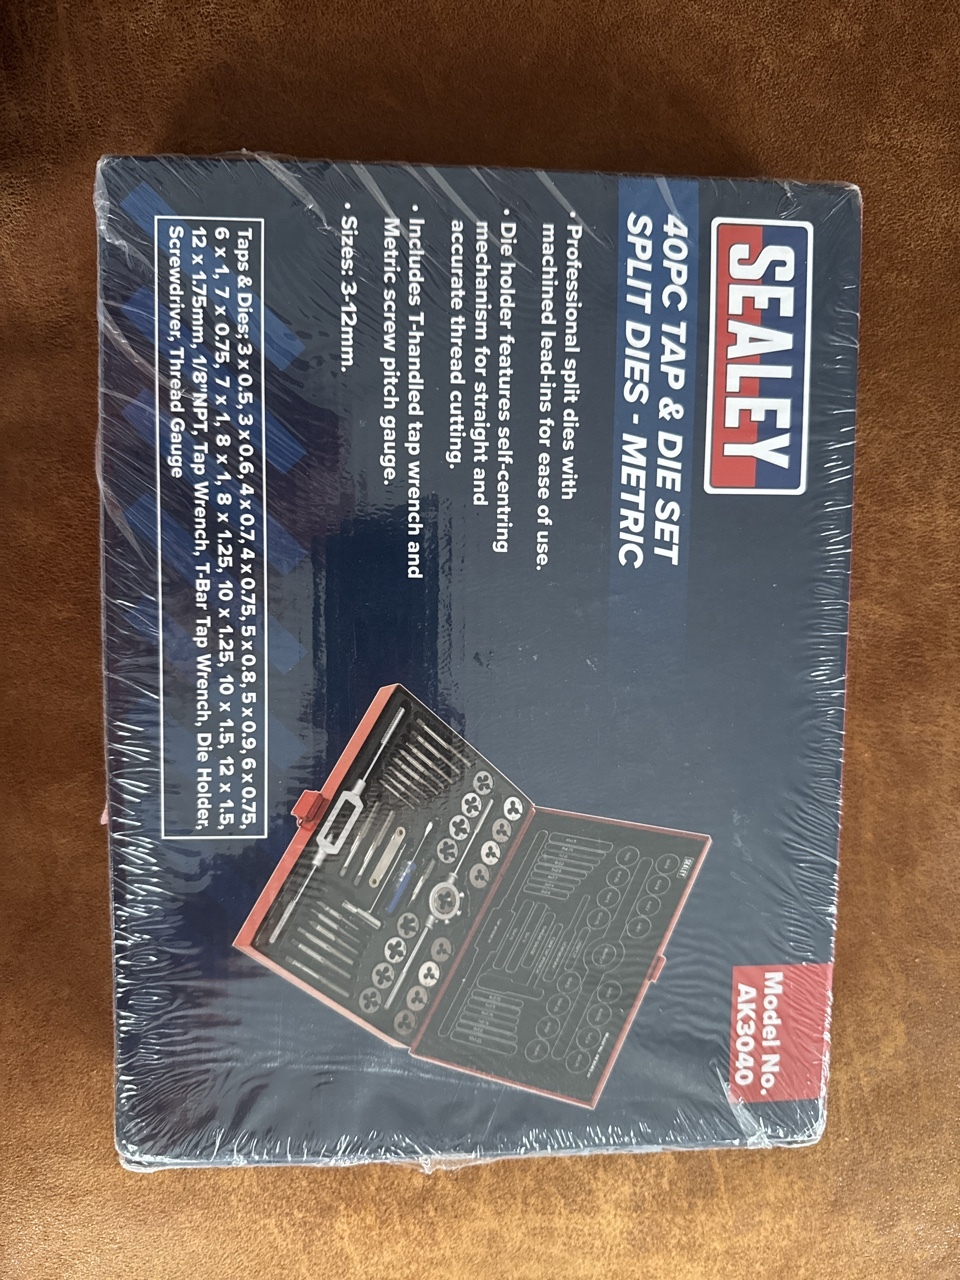 SEALEY
Model No.
AK3040
40PC TAP & DIE SET
SPLIT DIES - METRIC
• Professional split dies with
machined lead-ins for ease of use.
• Die holder features self-centring
mechanism for straight and
accurate thread cutting.
• Includes T-handled tap wrench and
Metric screw pitch gauge.
• Sizes: 3-12mm.
SEALEY
Taps & Dies; 3 x 0.5, 3 x 0.6, 4 x 0.7, 4 x 0.75, 5 x 0.8, 5 x 0.9, 6 x 0.75,
6 x 1, 7 x 0.75, 7 x 1, 8 x 1, 8 x 1.25, 10 x 1.25, 10 x 1.5, 12 x 1.5,
12 x 1.75mm, 1/8"NPT, Tap Wrench, T-Bar Tap Wrench, Die Holder,
Screwdriver, Thread Gauge